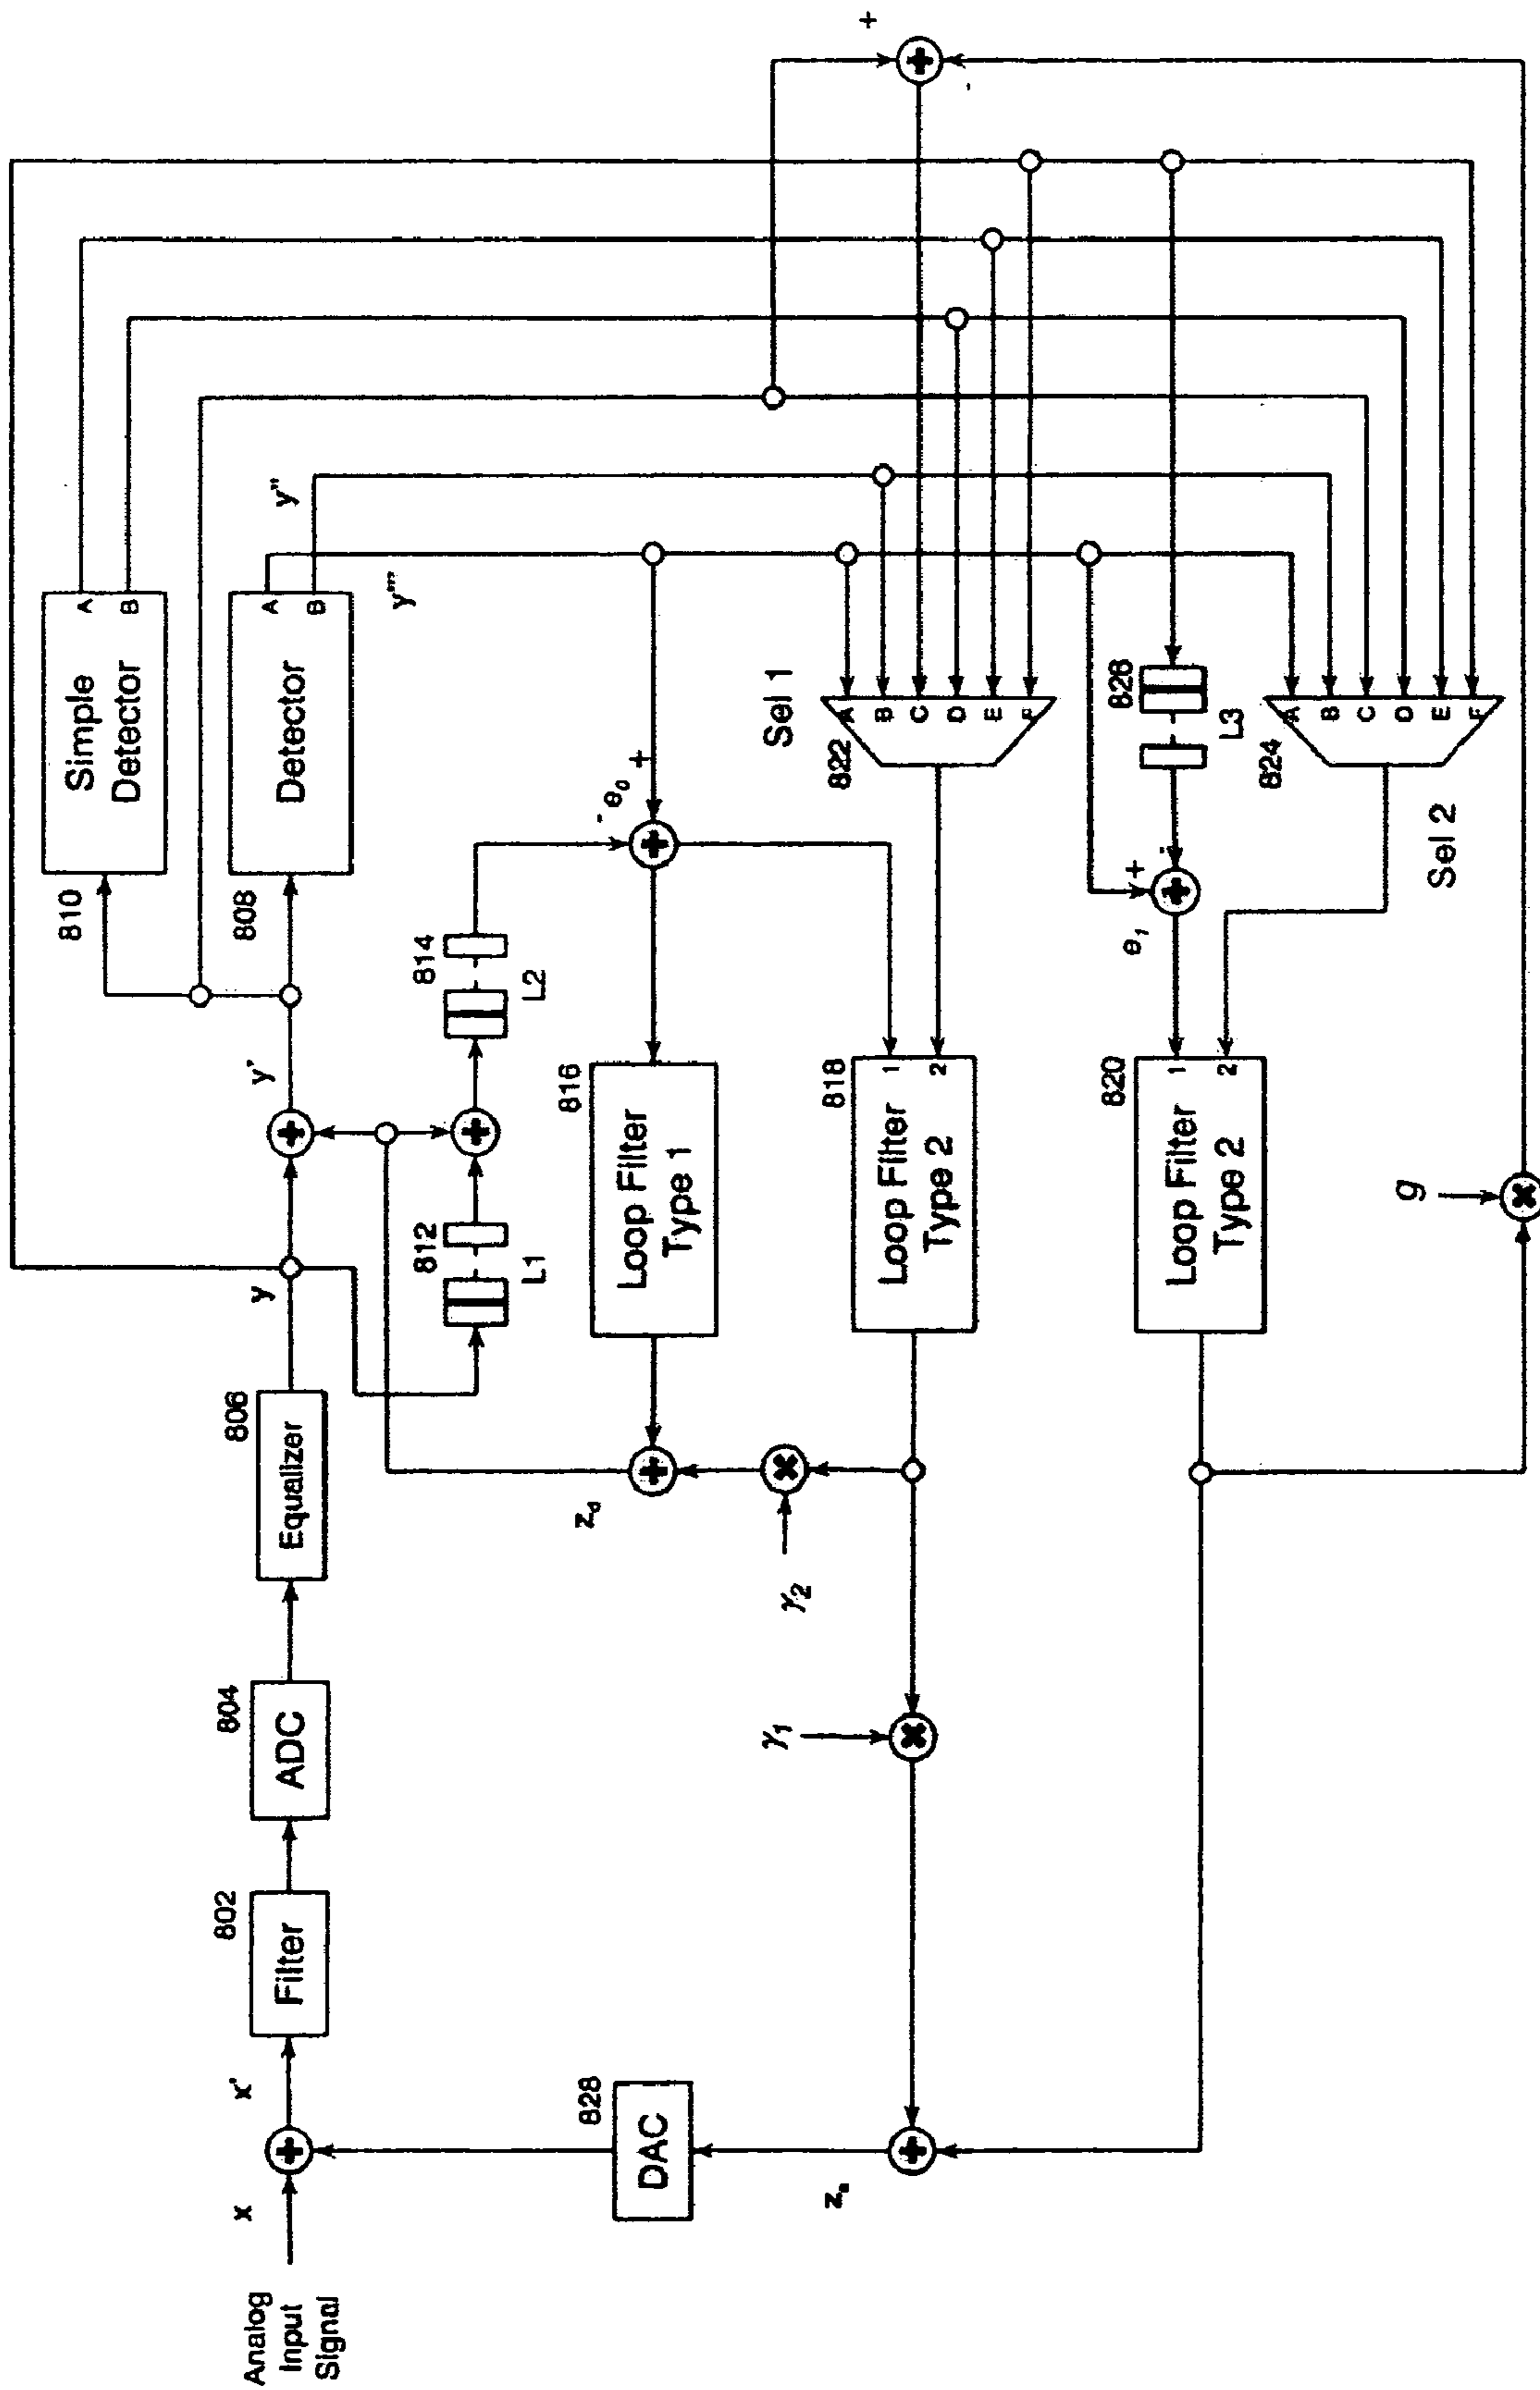 Analog
Input
Signal
x
x'
802
Filter
804
ADC
806
Equalizer
y
y'
810
Simple
Detector
A
B
808
Detector
A
B
y''
y'''
812
L1
814
L2
- e₀
+
816
Loop Filter
Type 1
z_d
γ₂
818
Loop Filter
Type 2
1
2
Sel 1
822
A
B
C
D
E
F
+
-
γ₁
828
DAC
zₐ
826
L3
+
-
e₁
820
Loop Filter
Type 2
1
2
824
A
B
C
D
E
F
Sel 2
g